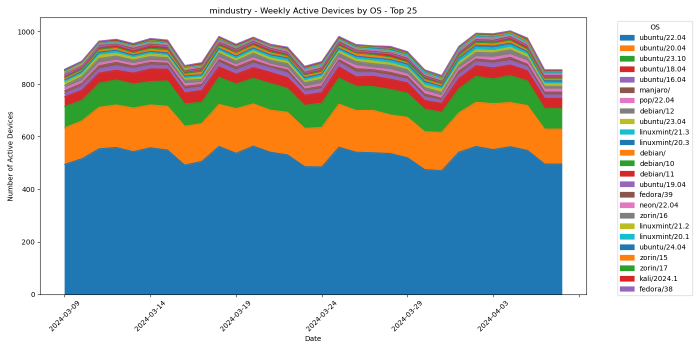 mindustry - Weekly Active Devices by OS - Top 25
Number of Active Devices
1000
800
600
400
200
0
2024-03-09
2024-03-14
2024-03-19
2024-03-24
2024-03-29
2024-04-03
Date
OS
ubuntu/22.04
ubuntu/20.04
ubuntu/23.10
ubuntu/18.04
ubuntu/16.04
manjaro/
pop/22.04
debian/12
ubuntu/23.04
linuxmint/21.3
linuxmint/20.3
debian/
debian/10
debian/11
ubuntu/19.04
fedora/39
neon/22.04
zorin/16
linuxmint/21.2
linuxmint/20.1
ubuntu/24.04
zorin/15
zorin/17
kali/2024.1
fedora/38